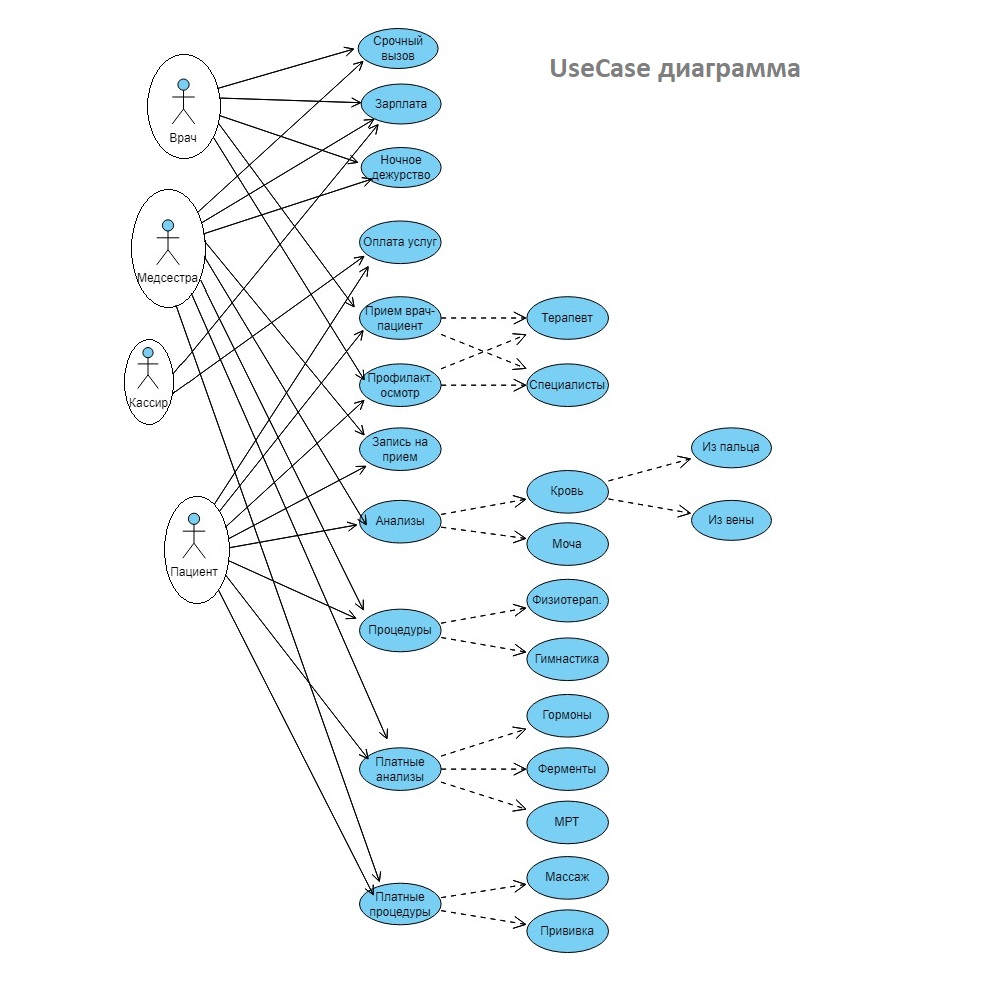 UseCase диаграмма
Врач
Медсестра
Кассир
Пациент
Срочный
вызов
Зарплата
Ночное
дежурство
Оплата услуг
Прием врач-
пациент
Профилакт.
осмотр
Запись на
прием
Анализы
Процедуры
Платные
анализы
Платные
процедуры
Терапевт
Специалисты
Кровь
Моча
Физиотерап.
Гимнастика
Гормоны
Ферменты
МРТ
Массаж
Прививка
Из пальца
Из вены